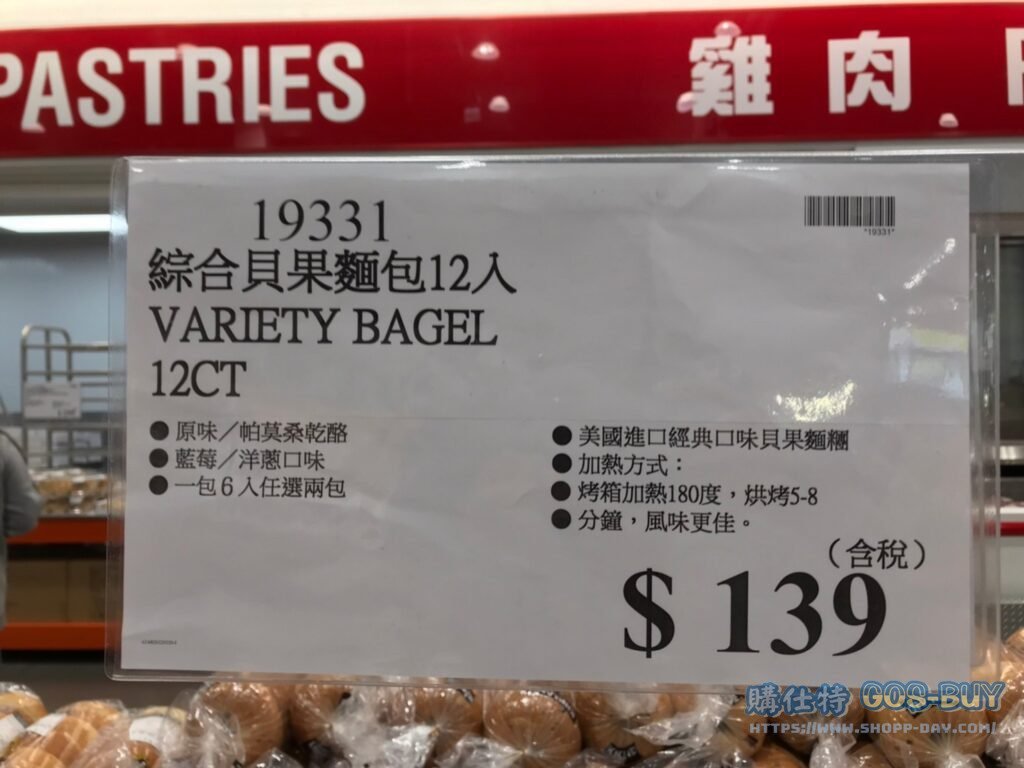 PASTRIES
雞肉
19331
綜合貝果麵包12入
VARIETY BAGEL
12CT
"19331"
● 原味／帕莫桑乾酪
● 藍莓／洋蔥口味
● 一包6入任選兩包
● 美國進口經典口味貝果麵糰
● 加熱方式：
● 烤箱加熱180度，烘烤5-8
● 分鐘，風味更佳。
（含稅）
$ 139
購仕特 COS-BUY
HTTPS://WWW.SHOPP-DAY.COM/